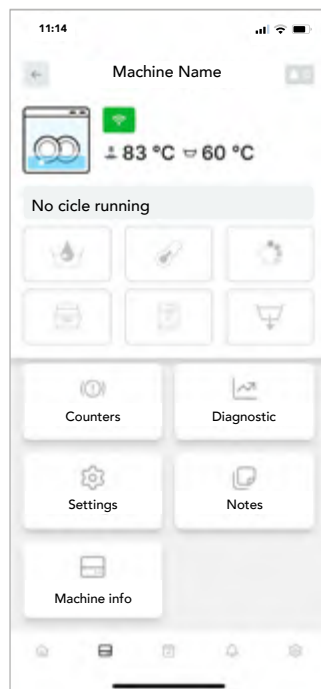 11:14
Machine Name
83 °C 60 °C
No cicle running
Counters
Diagnostic
Settings
Notes
Machine info